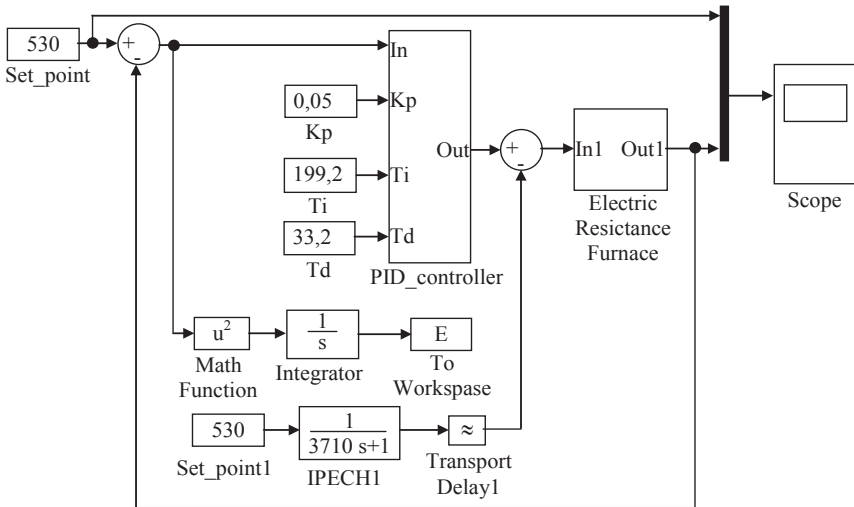 530
Set_point
+
-
In
Kp
Ti
Td
Out
PID_controller
0,05
Kp
199,2
Ti
33,2
Td
+
-
In1 Out1
Electric
Resictance
Furnace
Scope
u²
Math
Function
1
s
Integrator
E
To
Workspase
530
Set_point1
1
3710 s+1
IPECH1
≈
Transport
Delay1